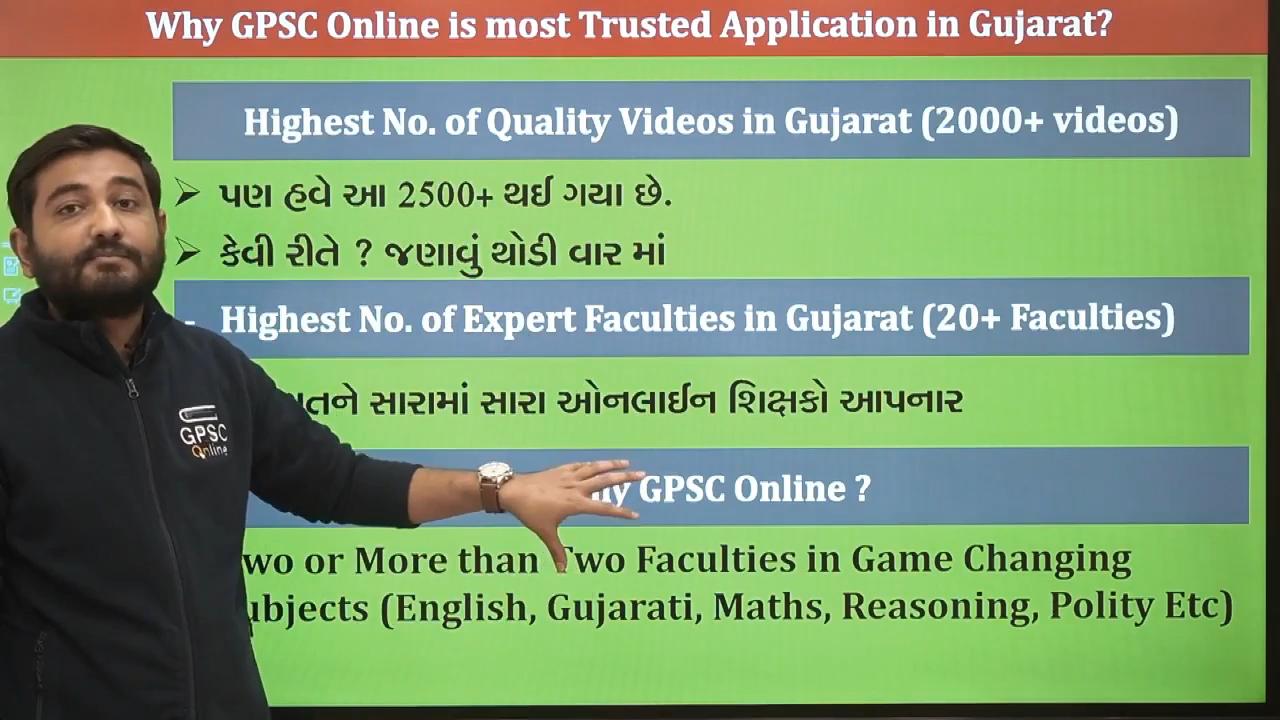 Why GPSC Online is most Trusted Application in Gujarat?
Highest No. of Quality Videos in Gujarat (2000+ videos)
➢ પણ હવે આ 2500+ થઈ ગયા છે.
➢ કેવી રીતે ? જણાવું થોડી વાર માં
- Highest No. of Expert Faculties in Gujarat (20+ Faculties)
સારામાં સારા ઓનલાઈન શિક્ષકો આપનાર
GPSC Online ?
or More than Two Faculties in Game Changing
(English, Gujarati, Maths, Reasoning, Polity Etc)
GPSC
Online